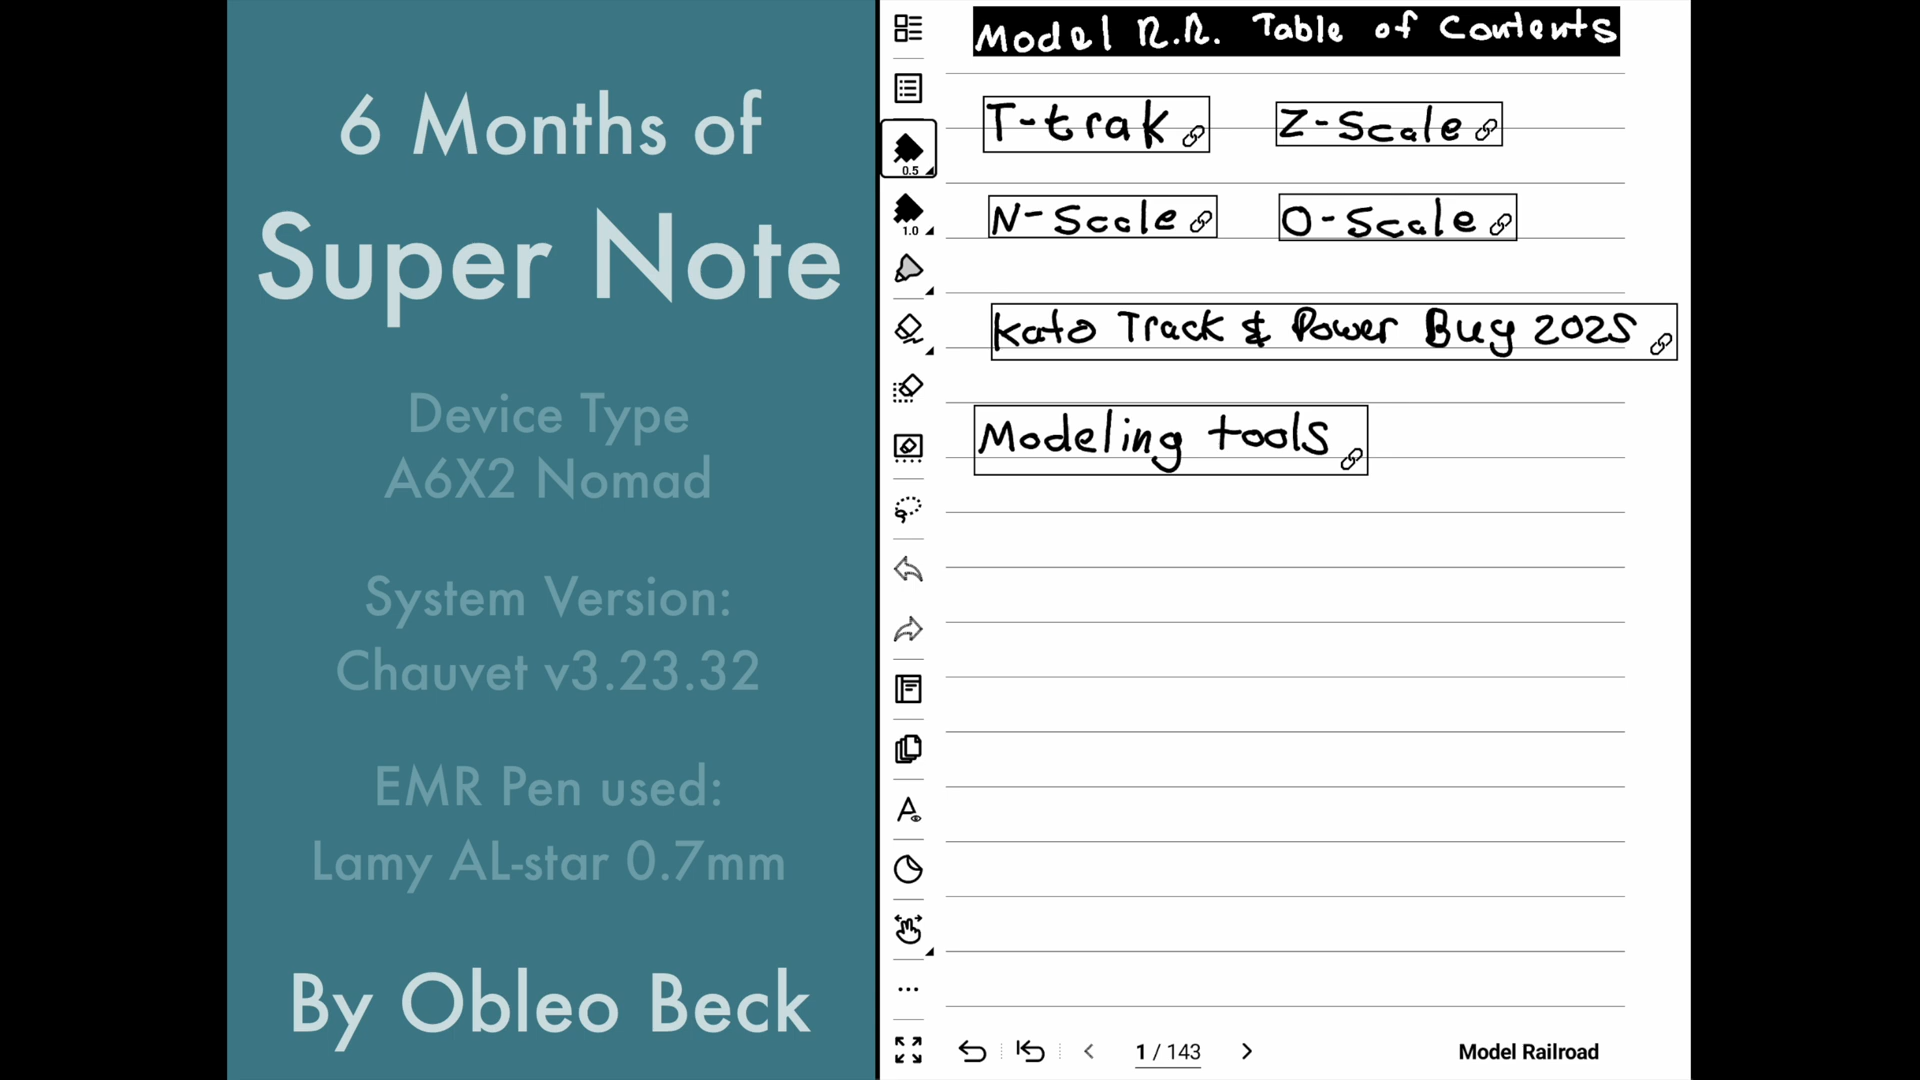 6 Months of
Super Note
Device Type
A6X2 Nomad
System Version:
Chauvet v3.23.32
EMR Pen used:
Lamy AL-star 0.7mm
By Obleo Beck
Model R.R. Table of Contents
T-trak Z-Scale
N-Scale O-Scale
Kato Track & Power Bug 2025
Modeling tools
0.5
1.0
1 / 143
Model Railroad